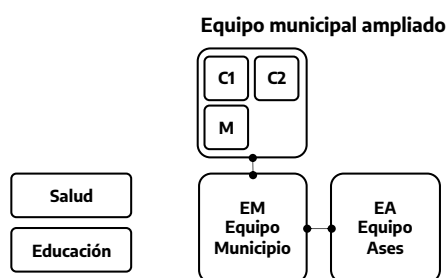 Equipo municipal ampliado
C1 C2
M
Salud
Educación
EM
Equipo
Municipio
EA
Equipo
Ases